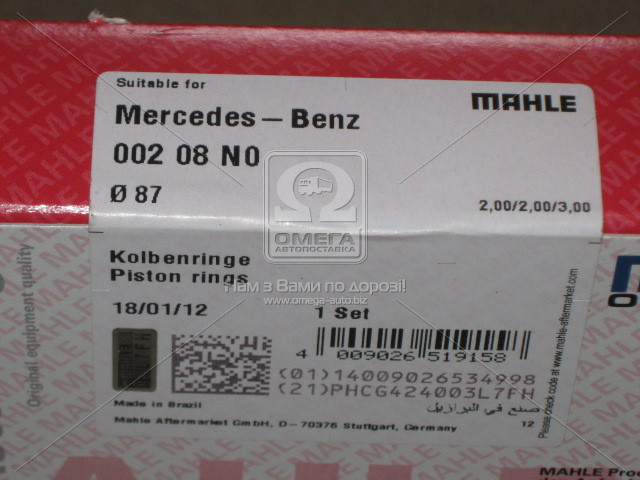 Suitable for
MAHLE
Mercedes – Benz
002 08 N0
Ø 87
2,00/2,00/3,00
ОМЕГА
АВТОПОСТАВКА
Kolbenringe
Piston rings
Там з Вами по дорозі!
www.omega-auto.biz
18/01/12
1 Set
4 009026 519158
(01)14009026534998
(21)PHCG424003L7FH
Made in Brazil
صنع في البرازيل
Mahle Aftermarket GmbH, D – 70376 Stuttgart, Germany
12
Please check code at www.mahle-aftermarket.com
Original equipment quality
MAHLE Prod